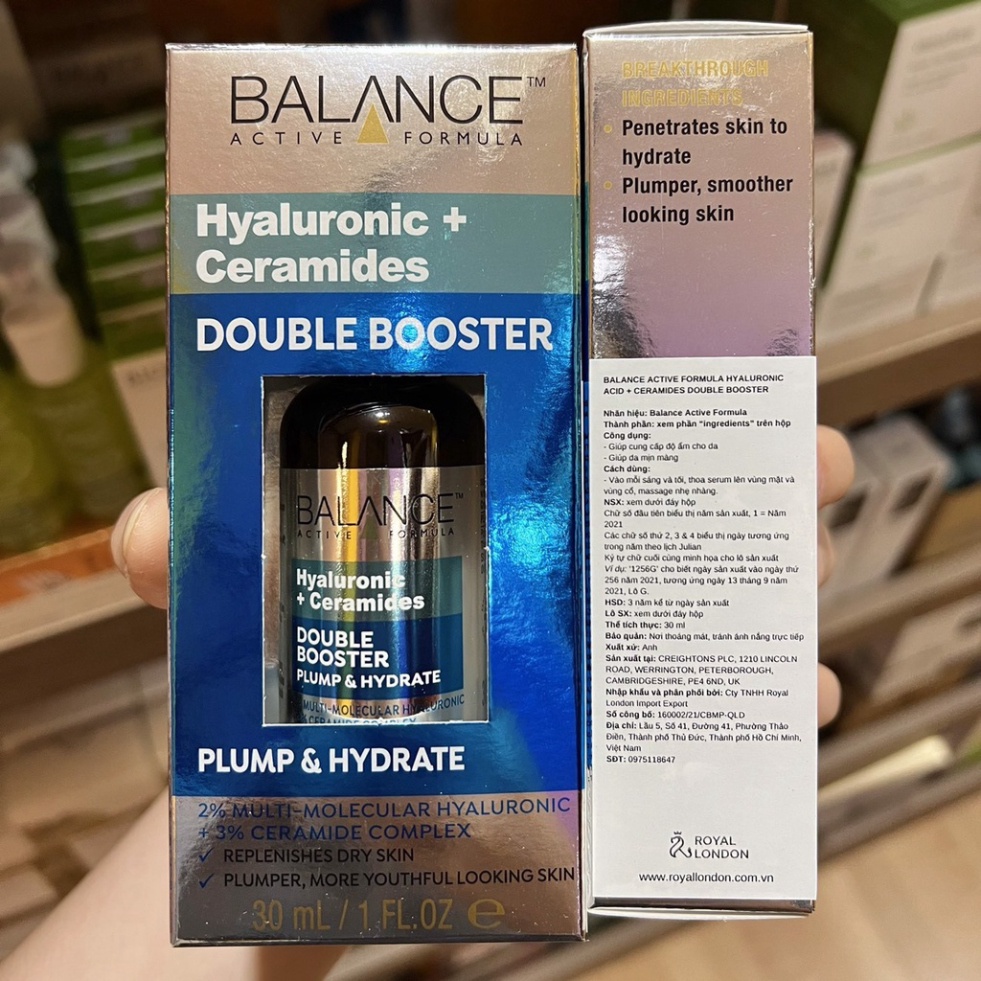 BALANCE™
ACTIVE FORMULA
Hyaluronic +
Ceramides
DOUBLE BOOSTER
BALANCE™
ACTIVE FORMULA
Hyaluronic
+ Ceramides
DOUBLE
BOOSTER
PLUMP & HYDRATE
MULTI-MOLECULAR HYALURONIC
CERAMIDE COMPLEX
PLUMP & HYDRATE
2% MULTI-MOLECULAR HYALURONIC
+ 3% CERAMIDE COMPLEX
✓ REPLENISHES DRY SKIN
✓ PLUMPER, MORE YOUTHFUL LOOKING SKIN
30 mL / 1 FL.OZ ℮
BREAKTHROUGH
INGREDIENTS
Penetrates skin to
hydrate
Plumper, smoother
looking skin
BALANCE ACTIVE FORMULA HYALURONIC
ACID + CERAMIDES DOUBLE BOOSTER
Nhãn hiệu: Balance Active Formula
Thành phần: xem phần "ingredients" trên hộp
Công dụng:
- Giúp cung cấp độ ẩm cho da
- Giúp da mịn màng
Cách dùng:
- Vào mỗi sáng và tối, thoa serum lên vùng mặt và
vùng cổ, massage nhẹ nhàng.
NSX: xem dưới đáy hộp
Chữ số đầu tiên biểu thị năm sản xuất, 1 = Năm
2021
Các chữ số thứ 2, 3 & 4 biểu thị ngày tương ứng
trong năm theo lịch Julian
Ký tự chữ cuối cùng minh họa cho lô sản xuất
Ví dụ: '1256G' cho biết ngày sản xuất vào ngày thứ
256 năm 2021, tương ứng ngày 13 tháng 9 năm
2021, Lô G.
HSD: 3 năm kể từ ngày sản xuất
Lô SX: xem dưới đáy hộp
Thể tích thực: 30 ml
Bảo quản: Nơi thoáng mát, tránh ánh nắng trực tiếp
Xuất xứ: Anh
Sản xuất tại: CREIGHTONS PLC, 1210 LINCOLN
ROAD, WERRINGTON, PETERBOROUGH,
CAMBRIDGESHIRE, PE4 6ND, UK
Nhập khẩu và phân phối bởi: Cty TNHH Royal
London Import Export
Số công bố: 160002/21/CBMP-QLD
Địa chỉ: Lầu 5, Số 41, Đường 41, Phường Thảo
Điền, Thành phố Thủ Đức, Thành phố Hồ Chí Minh,
Việt Nam
SĐT: 0975118647
ROYAL
LONDON
www.royallondon.com.vn